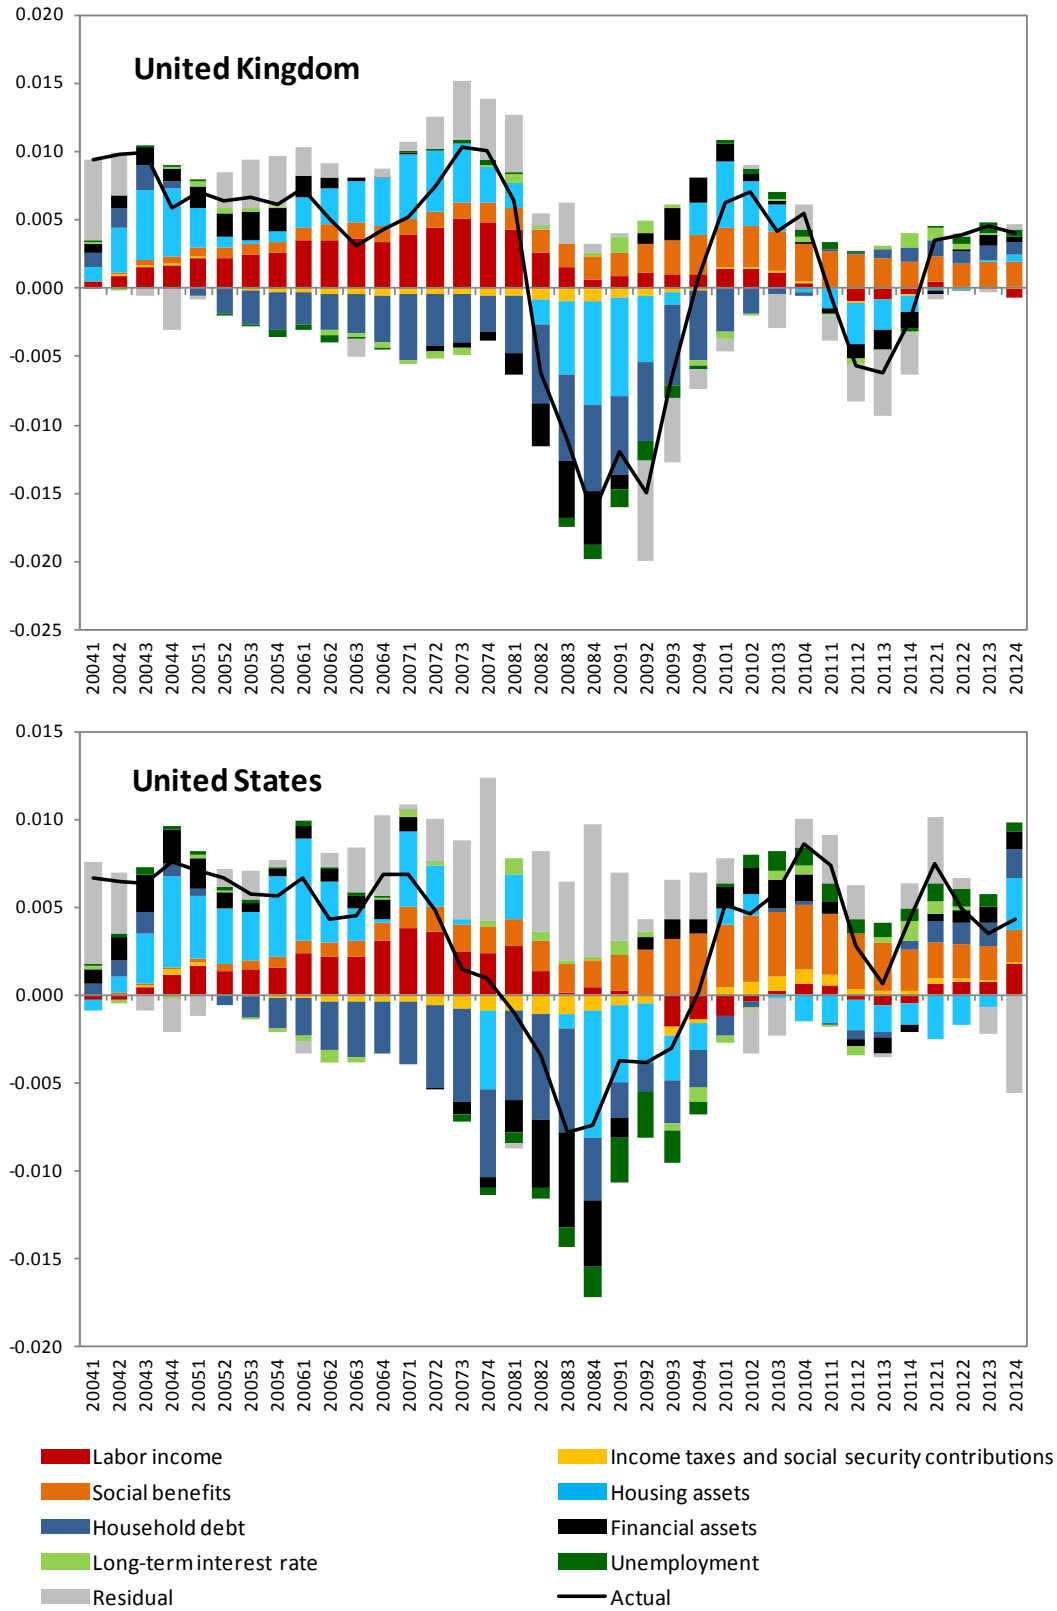 0.020
0.015
United Kingdom
0.010
0.005
0.000
-0.005
-0.010
-0.015
-0.020
-0.025
20041 20042 20043 20044 20051 20052 20053 20054 20061 20062 20063 20064 20071 20072 20073 20074 20081 20082 20083 20084 20091 20092 20093 20094 20101 20102 20103 20104 20111 20112 20113 20114 20121 20122 20123 20124
0.015
United States
0.010
0.005
0.000
-0.005
-0.010
-0.015
-0.020
20041 20042 20043 20044 20051 20052 20053 20054 20061 20062 20063 20064 20071 20072 20073 20074 20081 20082 20083 20084 20091 20092 20093 20094 20101 20102 20103 20104 20111 20112 20113 20114 20121 20122 20123 20124
Labor income
Income taxes and social security contributions
Social benefits
Housing assets
Household debt
Financial assets
Long-term interest rate
Unemployment
Residual
Actual